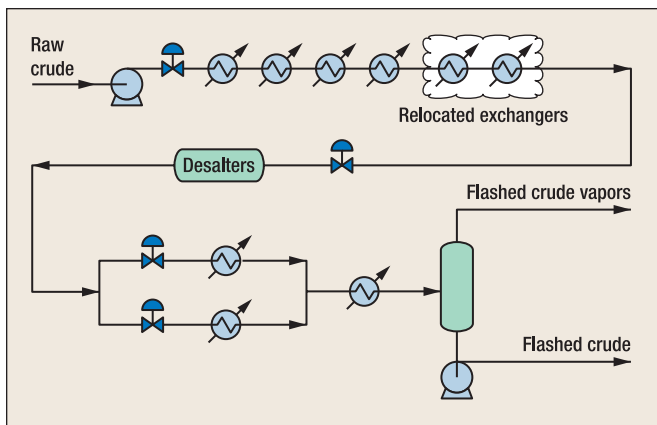 Raw
crude
Relocated exchangers
Desalters
Flashed crude vapors
Flashed crude